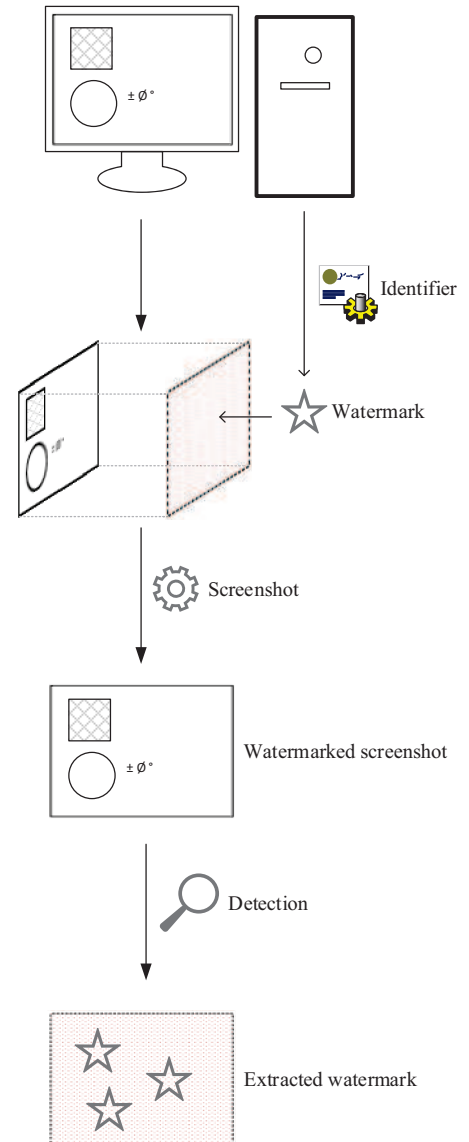 ± Ø °
Identifier
Watermark
± Ø °
Screenshot
± Ø °
Watermarked screenshot
Detection
Extracted watermark